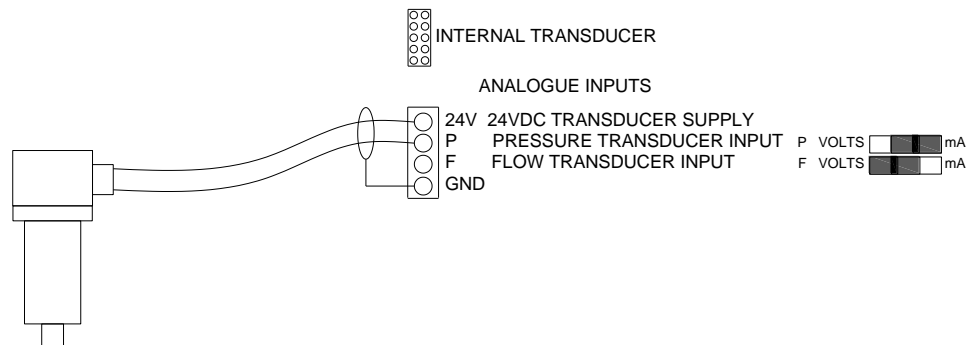 INTERNAL TRANSDUCER
ANALOGUE INPUTS
24V 24VDC TRANSDUCER SUPPLY
P PRESSURE TRANSDUCER INPUT P VOLTS mA
F FLOW TRANSDUCER INPUT F VOLTS mA
GND